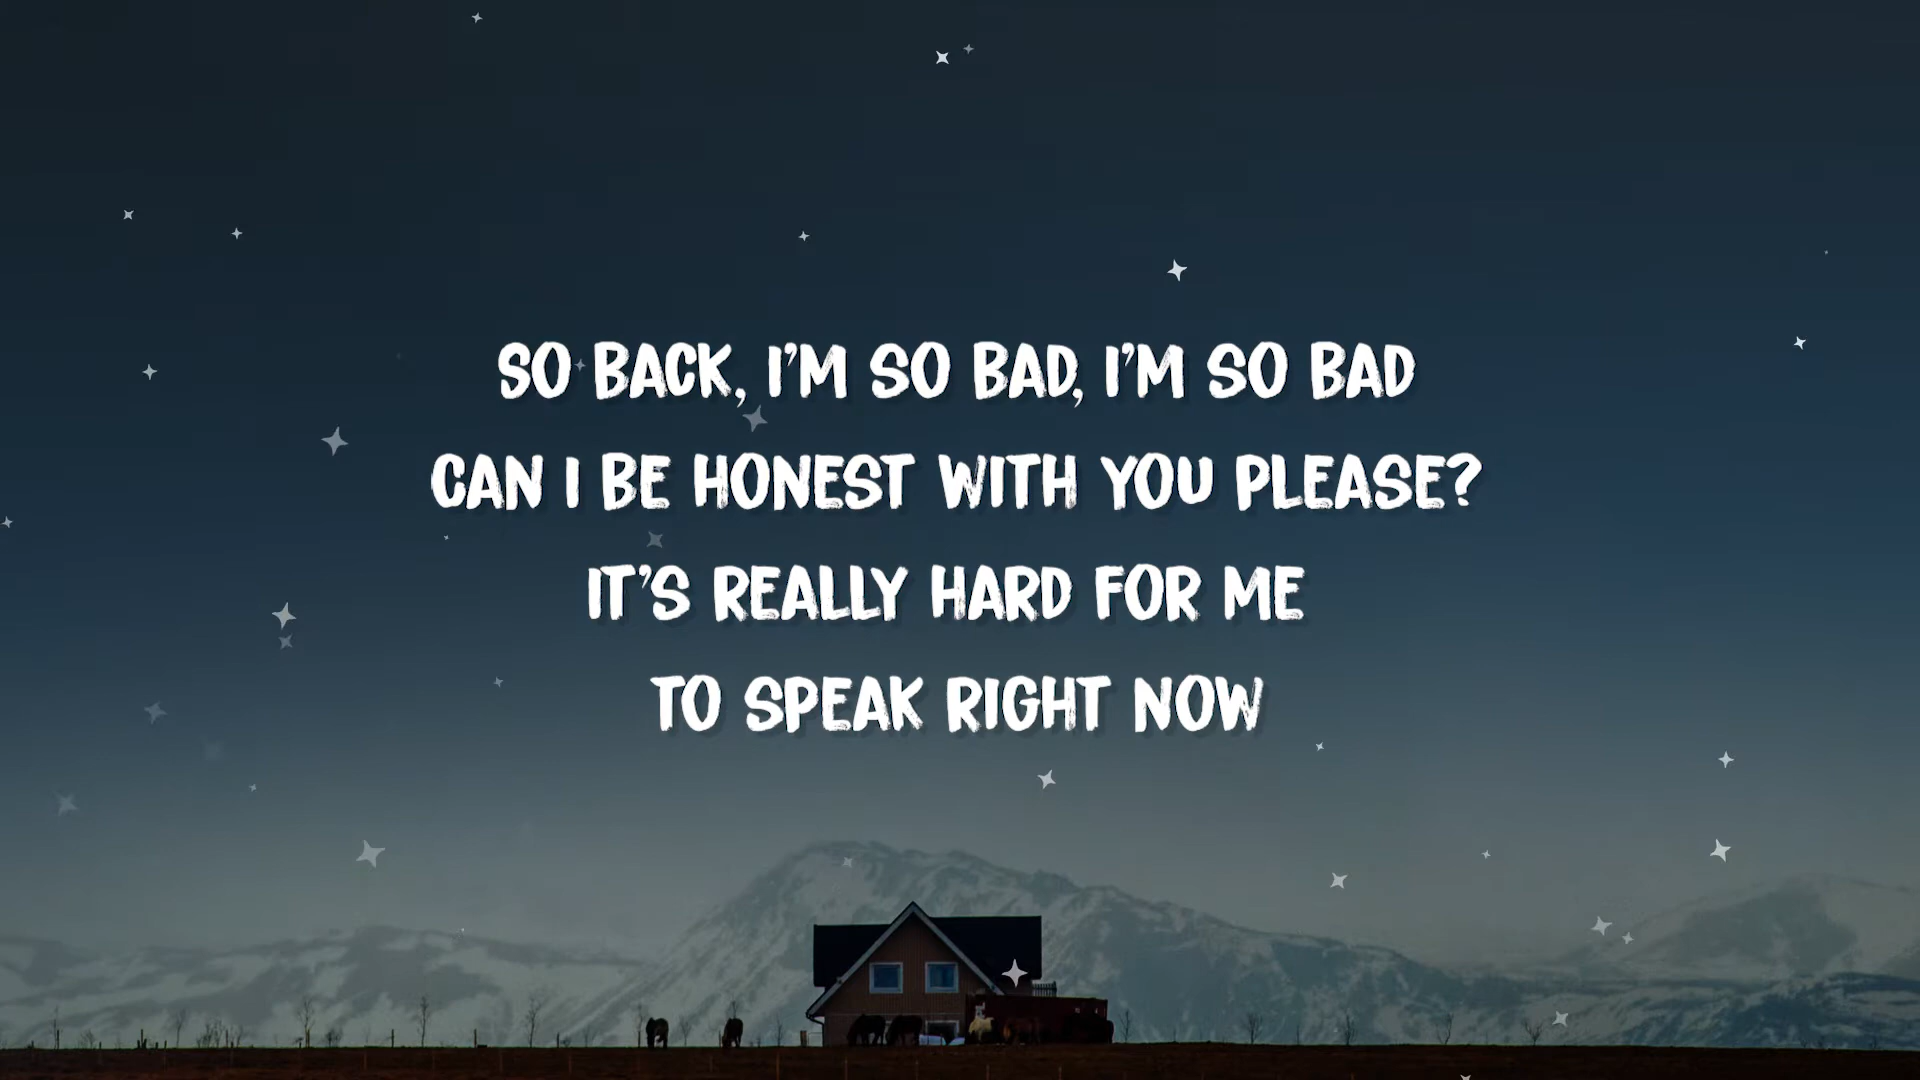 SO BACK, I'M SO BAD, I'M SO BAD
CAN I BE HONEST WITH YOU PLEASE?
IT'S REALLY HARD FOR ME
TO SPEAK RIGHT NOW